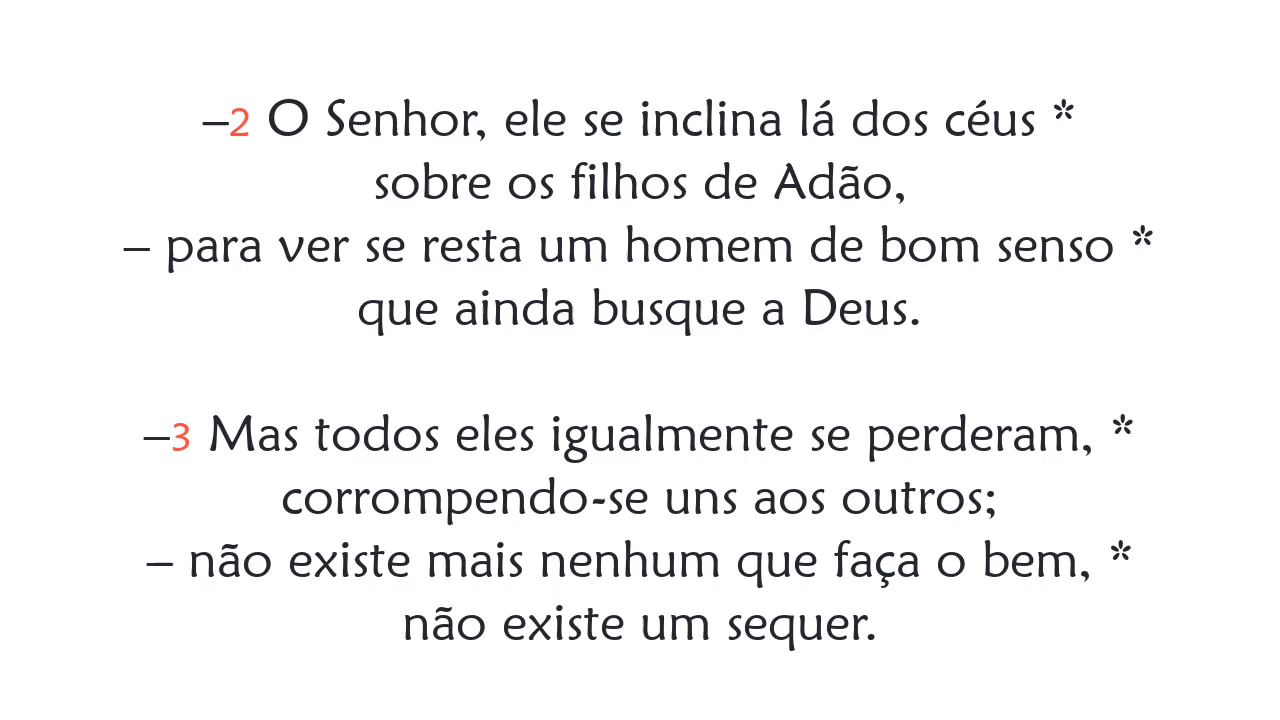 –2 O Senhor, ele se inclina lá dos céus *
sobre os filhos de Adão,
– para ver se resta um homem de bom senso *
que ainda busque a Deus.
–3 Mas todos eles igualmente se perderam, *
corrompendo-se uns aos outros;
– não existe mais nenhum que faça o bem, *
não existe um sequer.